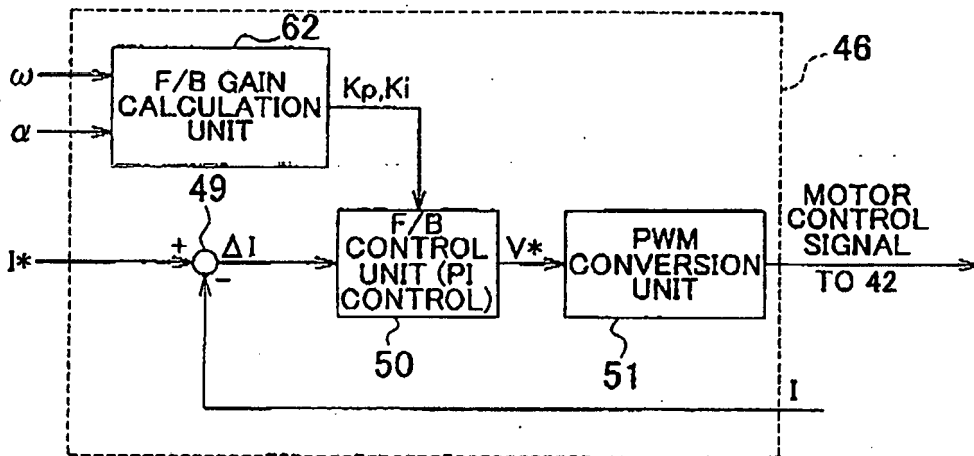 62
46
ω
α
F/B GAIN
CALCULATION
UNIT
Kp,Ki
49
I*
+
−
ΔI
F/B
CONTROL
UNIT (PI
CONTROL)
50
V*
PWM
CONVERSION
UNIT
51
MOTOR
CONTROL
SIGNAL
TO 42
I